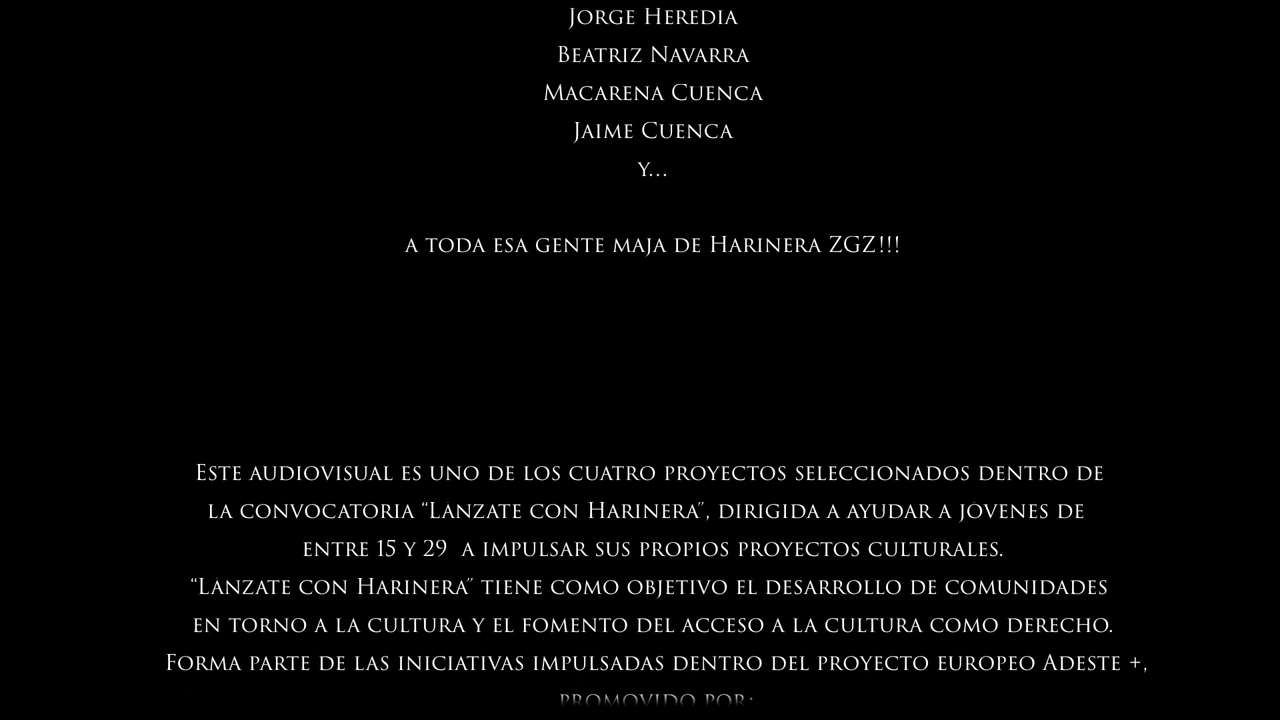 Jorge Heredia
Beatriz Navarra
Macarena Cuenca
Jaime Cuenca
y...
a toda esa gente maja de Harinera ZGZ!!!
Este audiovisual es uno de los cuatro proyectos seleccionados dentro de
la convocatoria “Lánzate con Harinera”, dirigida a ayudar a jóvenes de
entre 15 y 29 a impulsar sus propios proyectos culturales.
“Lánzate con Harinera” tiene como objetivo el desarrollo de comunidades
en torno a la cultura y el fomento del acceso a la cultura como derecho.
Forma parte de las iniciativas impulsadas dentro del proyecto europeo Adeste +,
promovido por: